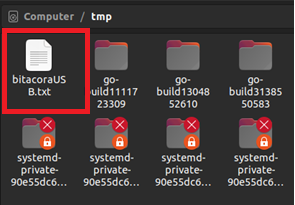 Computer / tmp
bitacoraUS
B.txt
go-
build11117
23309
go-
build13048
52610
go-
build31385
50583
systemd-
private-
90e55dc6...
systemd-
private-
90e55dc6...
systemd-
private-
90e55dc6...
systemd-
private-
90e55dc6...